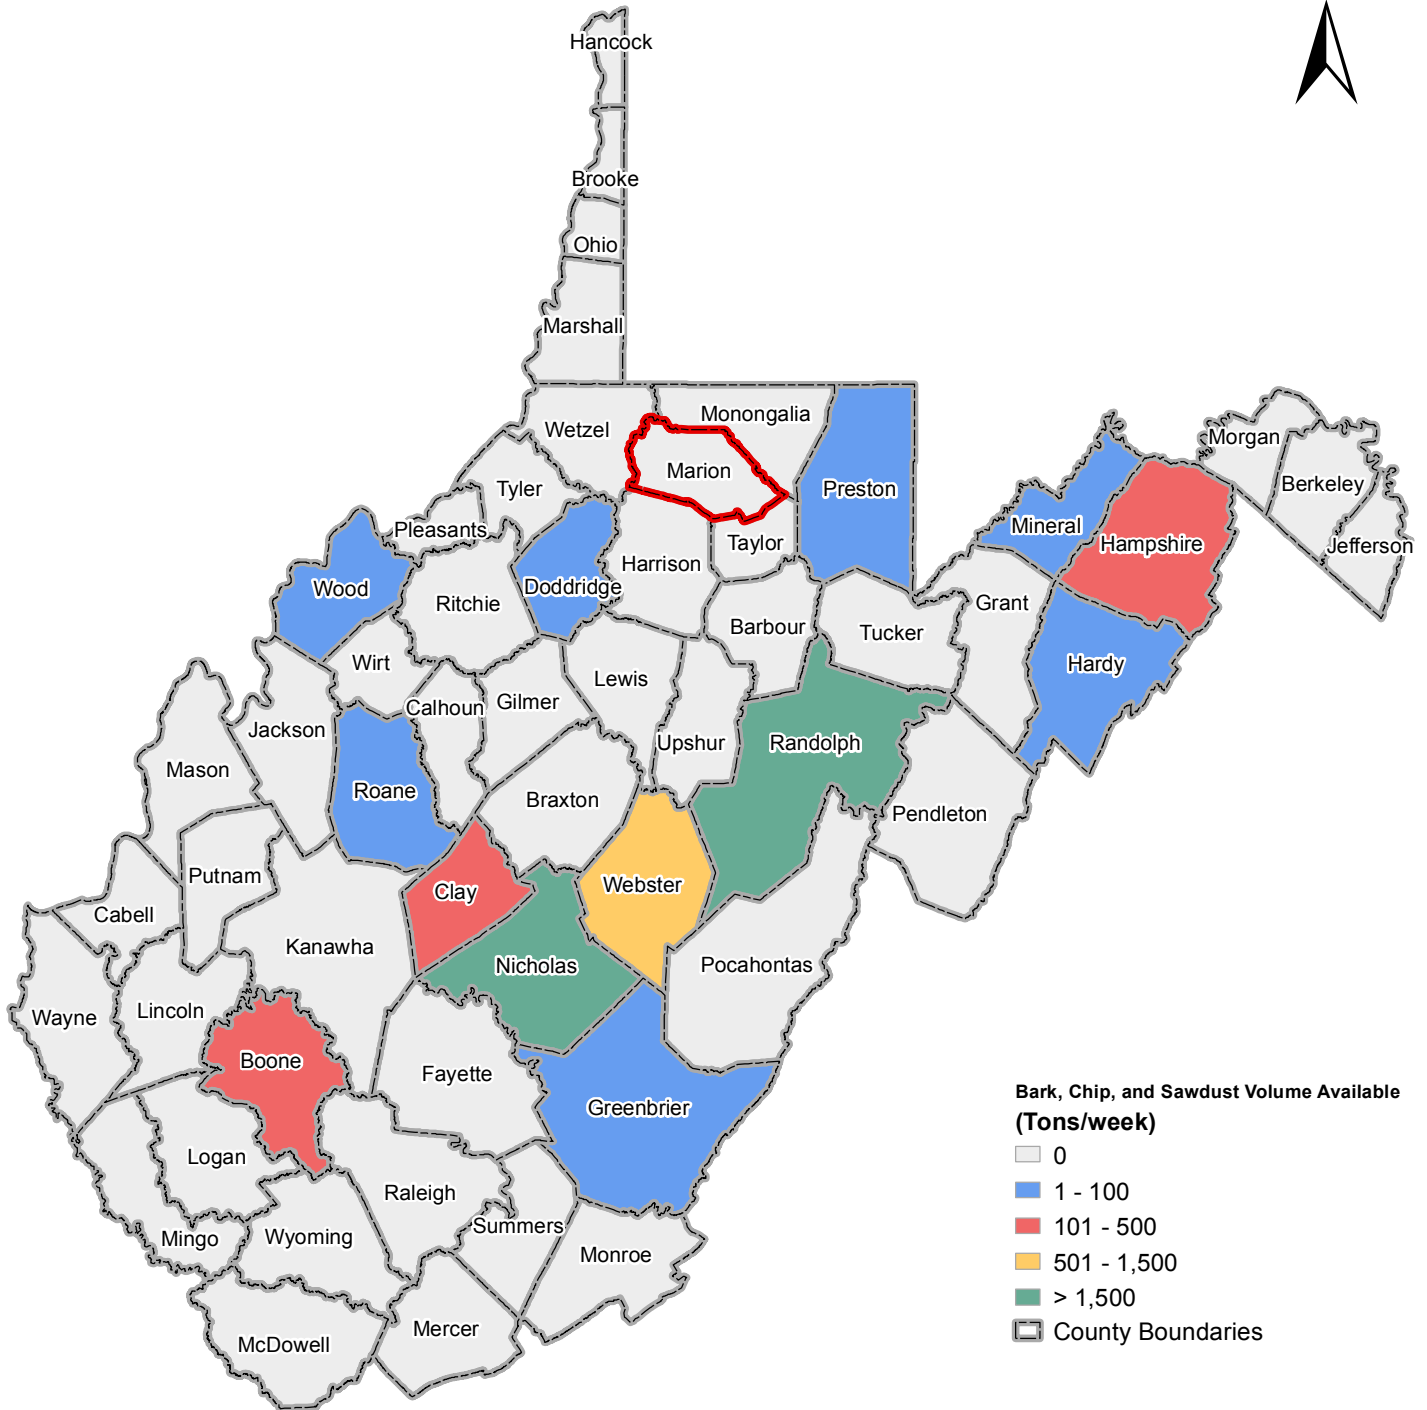 Hancock
Brooke
Ohio
Marshall
Wetzel
Monongalia
Marion
Preston
Tyler
Pleasants
Taylor
Harrison
Doddridge
Wood
Ritchie
Morgan
Berkeley
Jefferson
Mineral
Hampshire
Grant
Hardy
Barbour
Tucker
Wirt
Lewis
Gilmer
Calhoun
Jackson
Upshur
Randolph
Mason
Roane
Braxton
Pendleton
Putnam
Clay
Webster
Cabell
Kanawha
Nicholas
Pocahontas
Lincoln
Wayne
Boone
Fayette
Greenbrier
Logan
Raleigh
Summers
Mingo
Wyoming
Monroe
Mercer
McDowell
Bark, Chip, and Sawdust Volume Available
(Tons/week)
0
1 - 100
101 - 500
501 - 1,500
> 1,500
County Boundaries